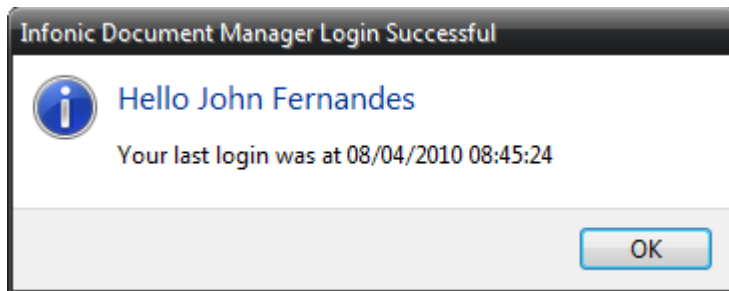 Infonic Document Manager Login Successful
Hello John Fernandes
Your last login was at 08/04/2010 08:45:24
OK